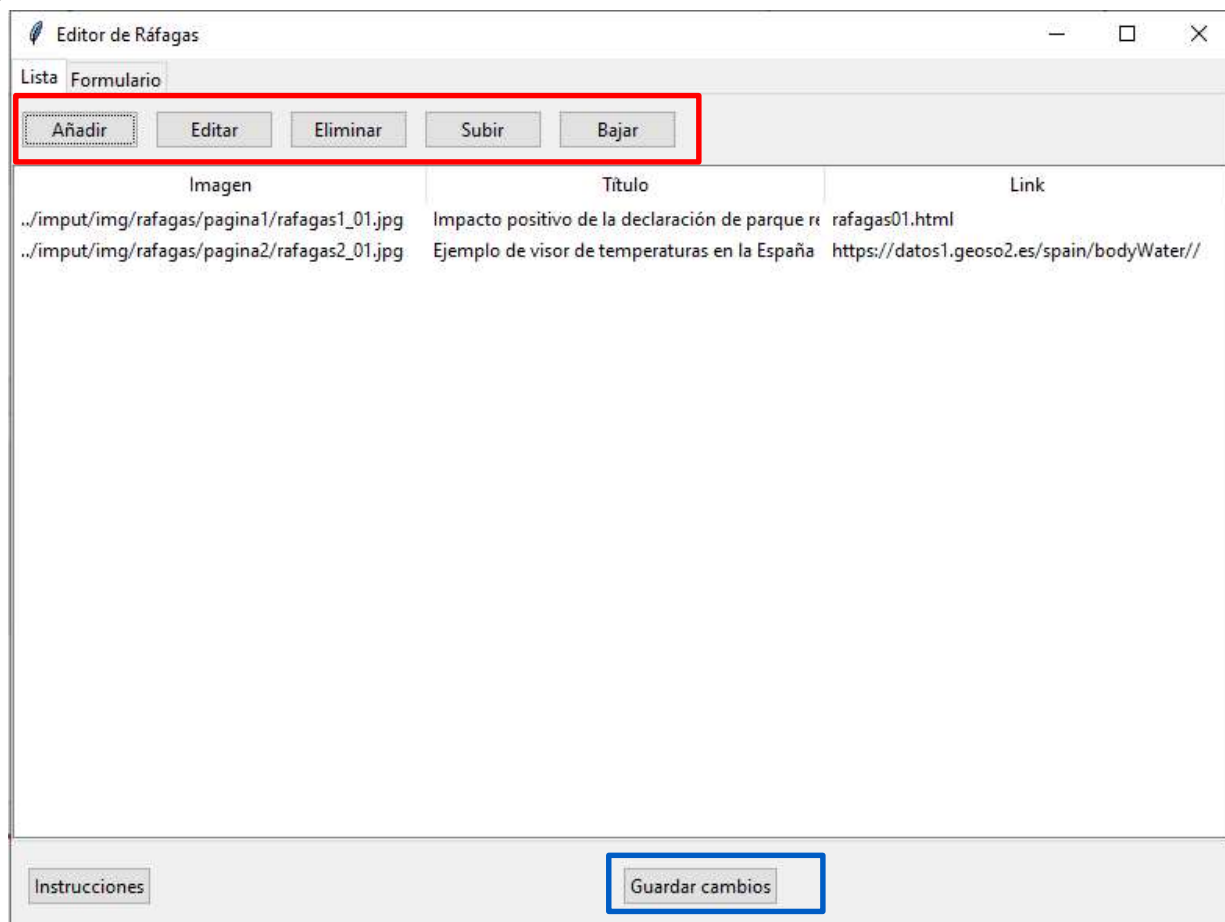 Editor de Ráfagas
Lista Formulario
Añadir Editar Eliminar Subir Bajar
Imagen Título Link
../imput/img/rafagas/pagina1/rafagas1_01.jpg Impacto positivo de la declaración de parque re rafagas01.html
../imput/img/rafagas/pagina2/rafagas2_01.jpg Ejemplo de visor de temperaturas en la España https://datos1.geoso2.es/spain/bodyWater//
Instrucciones Guardar cambios